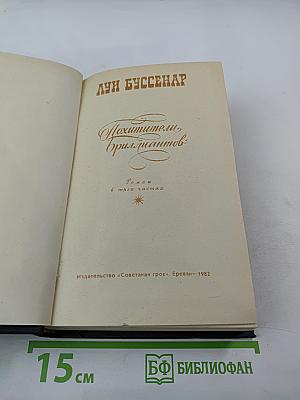 ЛУИ БУССЕНАР
Похитители
бриллиантов
Роман
в трех частях
издательство «Советакан грох». Ереван—1982
15 см
БФ БИБЛИОФАН